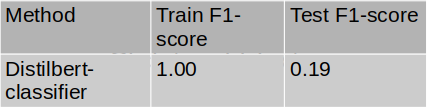 Method Train F1- Test F1-score
score
Distilbert- 1.00 0.19
classifier